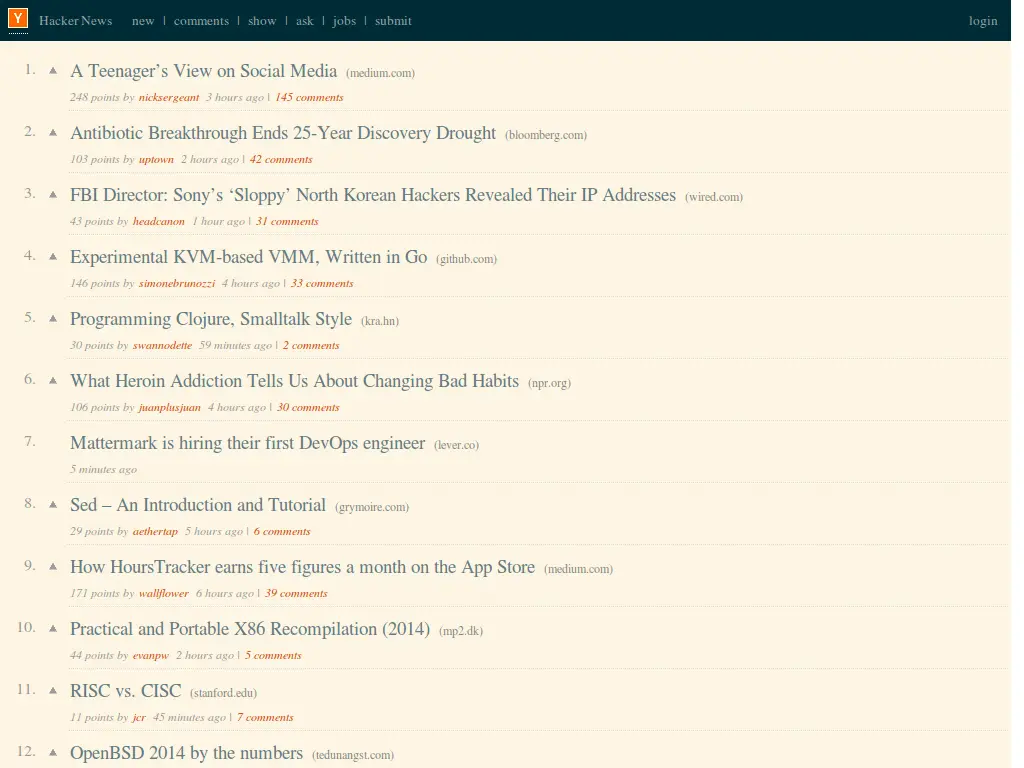 Y Hacker News new | comments | show | ask | jobs | submit login
1. ▲ A Teenager’s View on Social Media (medium.com)
248 points by nicksergeant 3 hours ago | 145 comments
2. ▲ Antibiotic Breakthrough Ends 25-Year Discovery Drought (bloomberg.com)
103 points by uptown 2 hours ago | 42 comments
3. ▲ FBI Director: Sony’s ‘Sloppy’ North Korean Hackers Revealed Their IP Addresses (wired.com)
43 points by headcanon 1 hour ago | 31 comments
4. ▲ Experimental KVM-based VMM, Written in Go (github.com)
146 points by simonebrunozzi 4 hours ago | 33 comments
5. ▲ Programming Clojure, Smalltalk Style (kra.hn)
30 points by swannodette 59 minutes ago | 2 comments
6. ▲ What Heroin Addiction Tells Us About Changing Bad Habits (npr.org)
106 points by juanplusjuan 4 hours ago | 30 comments
7. Mattermark is hiring their first DevOps engineer (lever.co)
5 minutes ago
8. ▲ Sed – An Introduction and Tutorial (grymoire.com)
29 points by aethertap 5 hours ago | 6 comments
9. ▲ How HoursTracker earns five figures a month on the App Store (medium.com)
171 points by wallflower 6 hours ago | 39 comments
10. ▲ Practical and Portable X86 Recompilation (2014) (mp2.dk)
44 points by evanpw 2 hours ago | 5 comments
11. ▲ RISC vs. CISC (stanford.edu)
11 points by jcr 45 minutes ago | 7 comments
12. ▲ OpenBSD 2014 by the numbers (tedunangst.com)